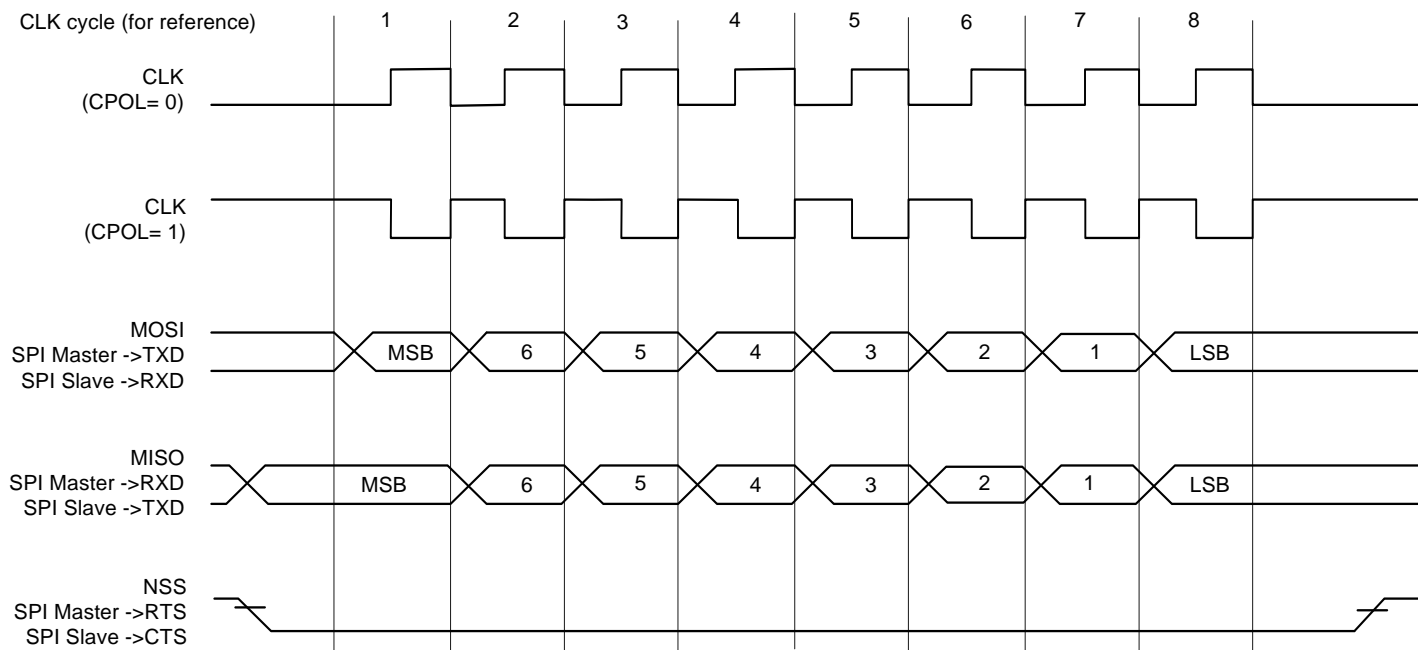 CLK cycle (for reference) 1 2 3 4 5 6 7 8
CLK
(CPOL= 0)
CLK
(CPOL= 1)
MOSI
SPI Master ->TXD MSB 6 5 4 3 2 1 LSB
SPI Slave ->RXD
MISO
SPI Master ->RXD MSB 6 5 4 3 2 1 LSB
SPI Slave ->TXD
NSS
SPI Master ->RTS
SPI Slave ->CTS